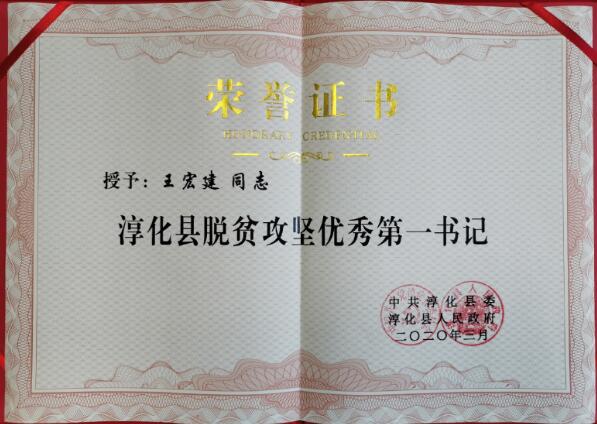 荣誉证书
HONORARY CREDENTIAL
授予：王宏建 同志
淳化县脱贫攻坚优秀第一书记
中共淳化县委
淳化县人民政府
二〇二〇年三月